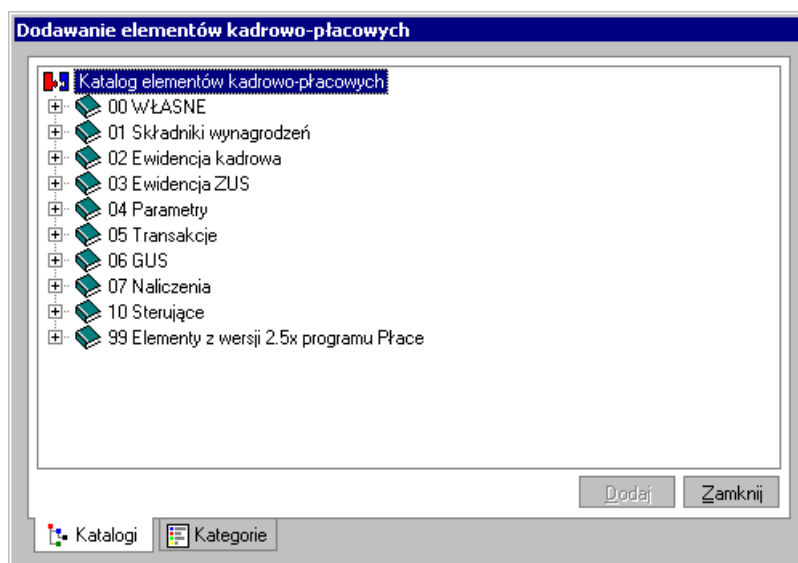 Dodawanie elementów kadrowo-płacowych
Katalog elementów kadrowo-płacowych
00 WŁASNE
01 Składniki wynagrodzeń
02 Ewidencja kadrowa
03 Ewidencja ZUS
04 Parametry
05 Transakcje
06 GUS
07 Naliczenia
10 Sterujące
99 Elementy z wersji 2.5x programu Płace
Dodaj Zamknij
Katalogi Kategorie